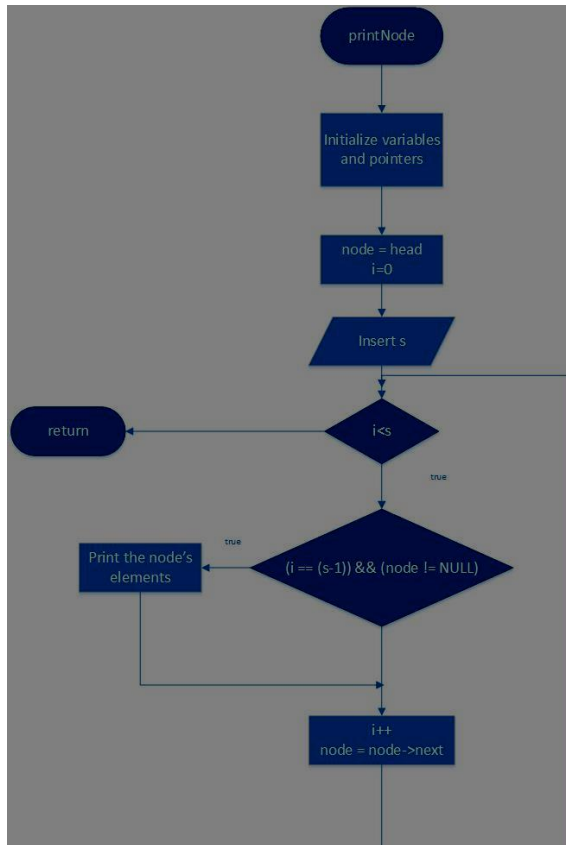 printNode
Initialize variables
and pointers
node = head
i=0
Insert s
i<s
return
true
(i == (s-1)) && (node != NULL)
true
Print the node's
elements
i++
node = node->next